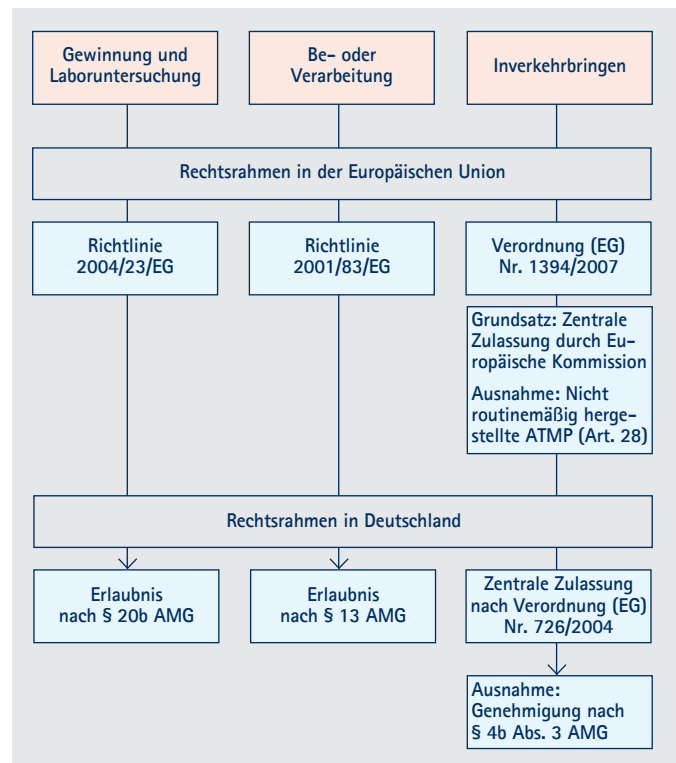 Gewinnung und
Laboruntersuchung
Be- oder
Verarbeitung
Inverkehrbringen
Rechtsrahmen in der Europäischen Union
Richtlinie
2004/23/EG
Richtlinie
2001/83/EG
Verordnung (EG)
Nr. 1394/2007
Grundsatz: Zentrale
Zulassung durch Eu-
ropäische Kommission
Ausnahme: Nicht
routinemäßig herge-
stellte ATMP (Art. 28)
Rechtsrahmen in Deutschland
Erlaubnis
nach § 20b AMG
Erlaubnis
nach § 13 AMG
Zentrale Zulassung
nach Verordnung (EG)
Nr. 726/2004
Ausnahme:
Genehmigung nach
§ 4b Abs. 3 AMG